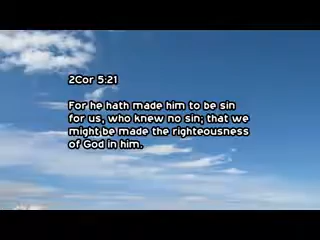 2Cor 5:21
For he hath made him to be sin
for us, who knew no sin; that we
might be made the righteousness
of God in him.